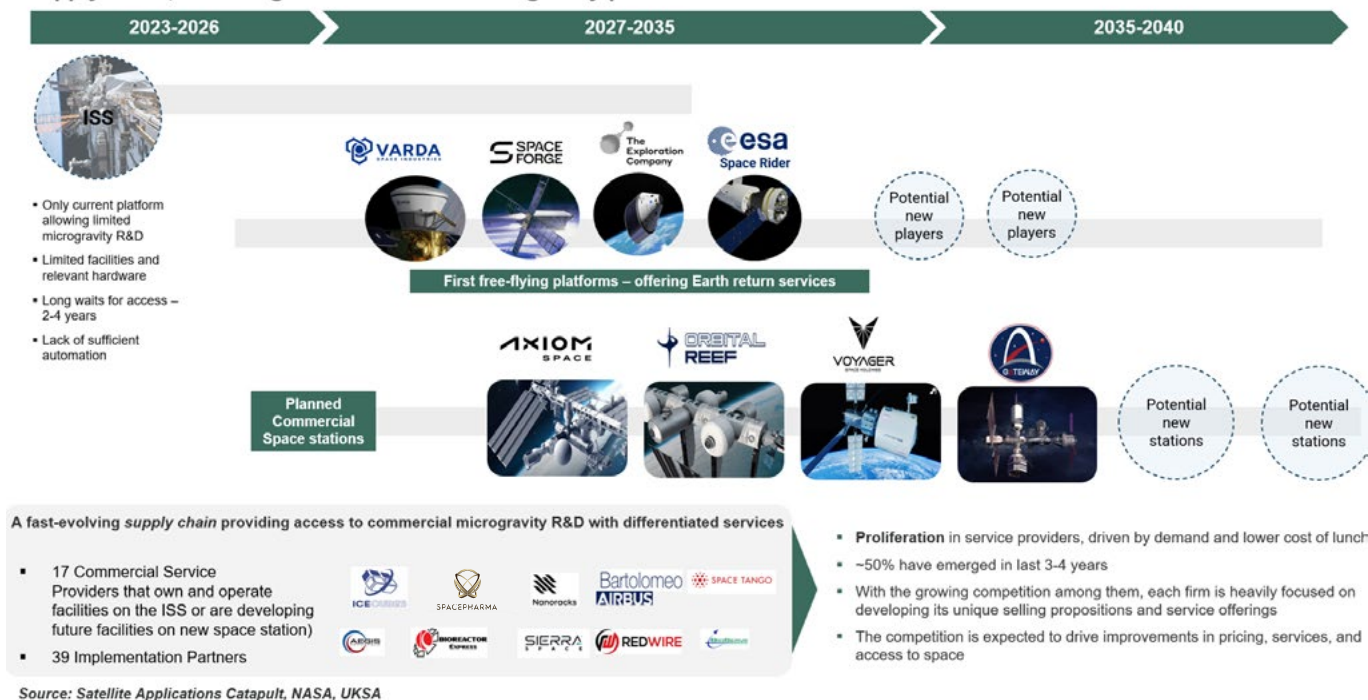 2023-2026
2027-2035
2035-2040
ISS
VARDA
SPACE INDUSTRIES
SPACE
FORGE
The
Exploration
Company
esa
Space Rider
▪ Only current platform
allowing limited
microgravity R&D
▪ Limited facilities and
relevant hardware
▪ Long waits for access –
2-4 years
▪ Lack of sufficient
automation
Potential
new
players
Potential
new
players
First free-flying platforms – offering Earth return services
AXIOM
SPACE
ORBITAL
REEF
VOYAGER
SPACE HOLDINGS
GATEWAY
Planned
Commercial
Space stations
Potential
new
stations
Potential
new
stations
A fast-evolving supply chain providing access to commercial microgravity R&D with differentiated services
▪ 17 Commercial Service
Providers that own and operate
facilities on the ISS or are developing
future facilities on new space station)
▪ 39 Implementation Partners
ICECUBES
SPACEPHARMA
Nanoracks
Bartolomeo
AIRBUS
SPACE TANGO
AEGIS
BIOREACTOR
EXPRESS
SIERRA
SPACE
REDWIRE
▪ Proliferation in service providers, driven by demand and lower cost of lunch
▪ ~50% have emerged in last 3-4 years
▪ With the growing competition among them, each firm is heavily focused on
developing its unique selling propositions and service offerings
▪ The competition is expected to drive improvements in pricing, services, and
access to space
Source: Satellite Applications Catapult, NASA, UKSA